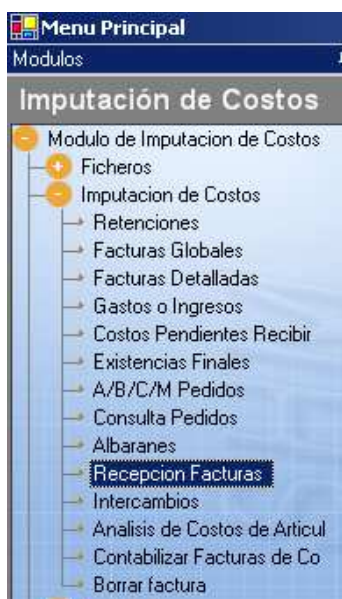 Menu Principal
Modulos
Imputación de Costos
Modulo de Imputacion de Costos
Ficheros
Imputacion de Costos
Retenciones
Facturas Globales
Facturas Detalladas
Gastos o Ingresos
Costos Pendientes Recibir
Existencias Finales
A/B/C/M Pedidos
Consulta Pedidos
Albaranes
Recepcion Facturas
Intercambios
Analisis de Costos de Articul
Contabilizar Facturas de Co
Borrar factura